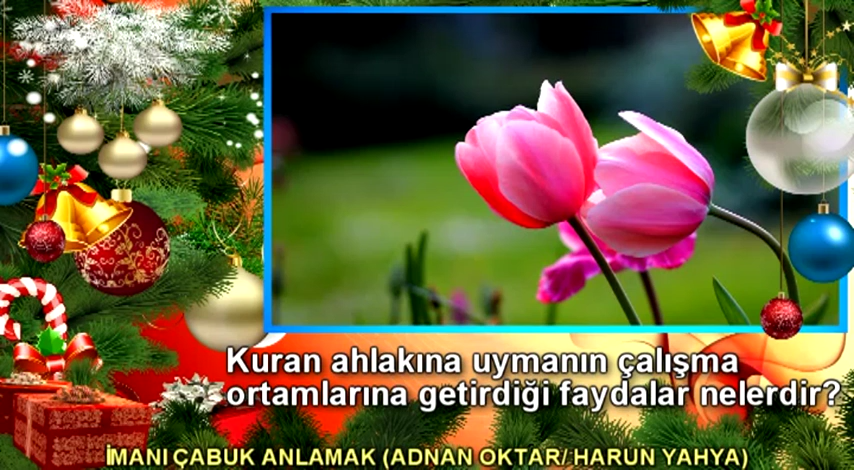 Kuran ahlakına uymanın çalışma
ortamlarına getirdiği faydalar nelerdir?
İMANI ÇABUK ANLAMAK (ADNAN OKTAR/ HARUN YAHYA)